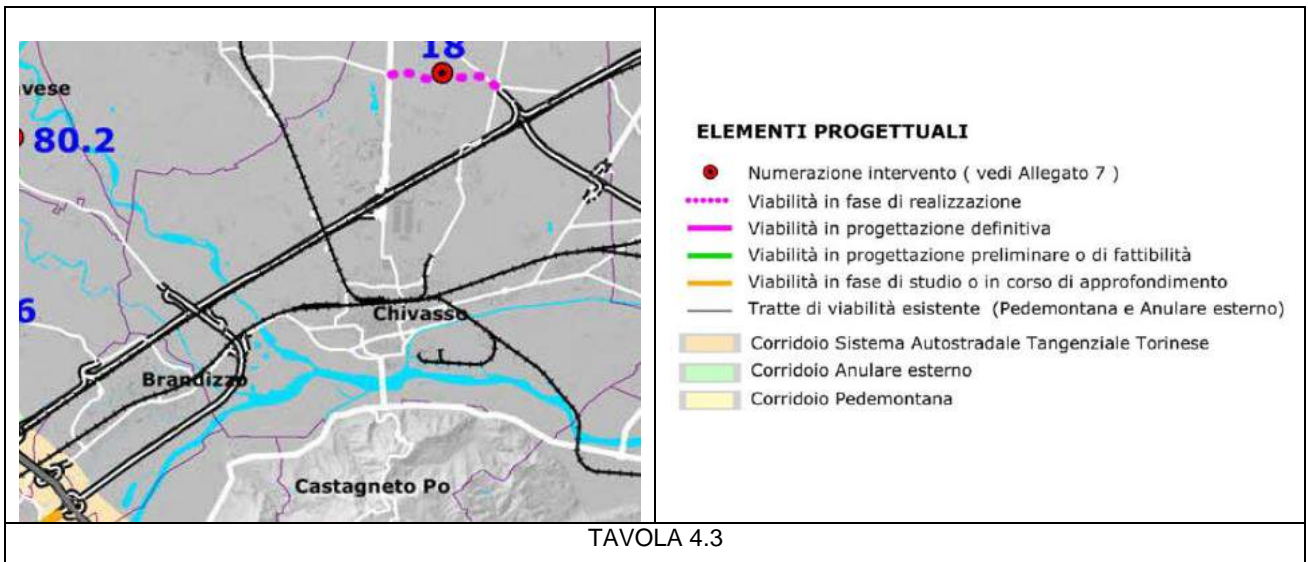 18
vese
80.2
6
Chivasso
Brandizzo
Castagneto Po
ELEMENTI PROGETTUALI
Numerazione intervento ( vedi Allegato 7 )
Viabilità in fase di realizzazione
Viabilità in progettazione definitiva
Viabilità in progettazione preliminare o di fattibilità
Viabilità in fase di studio o in corso di approfondimento
Tratte di viabilità esistente (Pedemontana e Anulare esterno)
Corridoio Sistema Autostradale Tangenziale Torinese
Corridoio Anulare esterno
Corridoio Pedemontana
TAVOLA 4.3